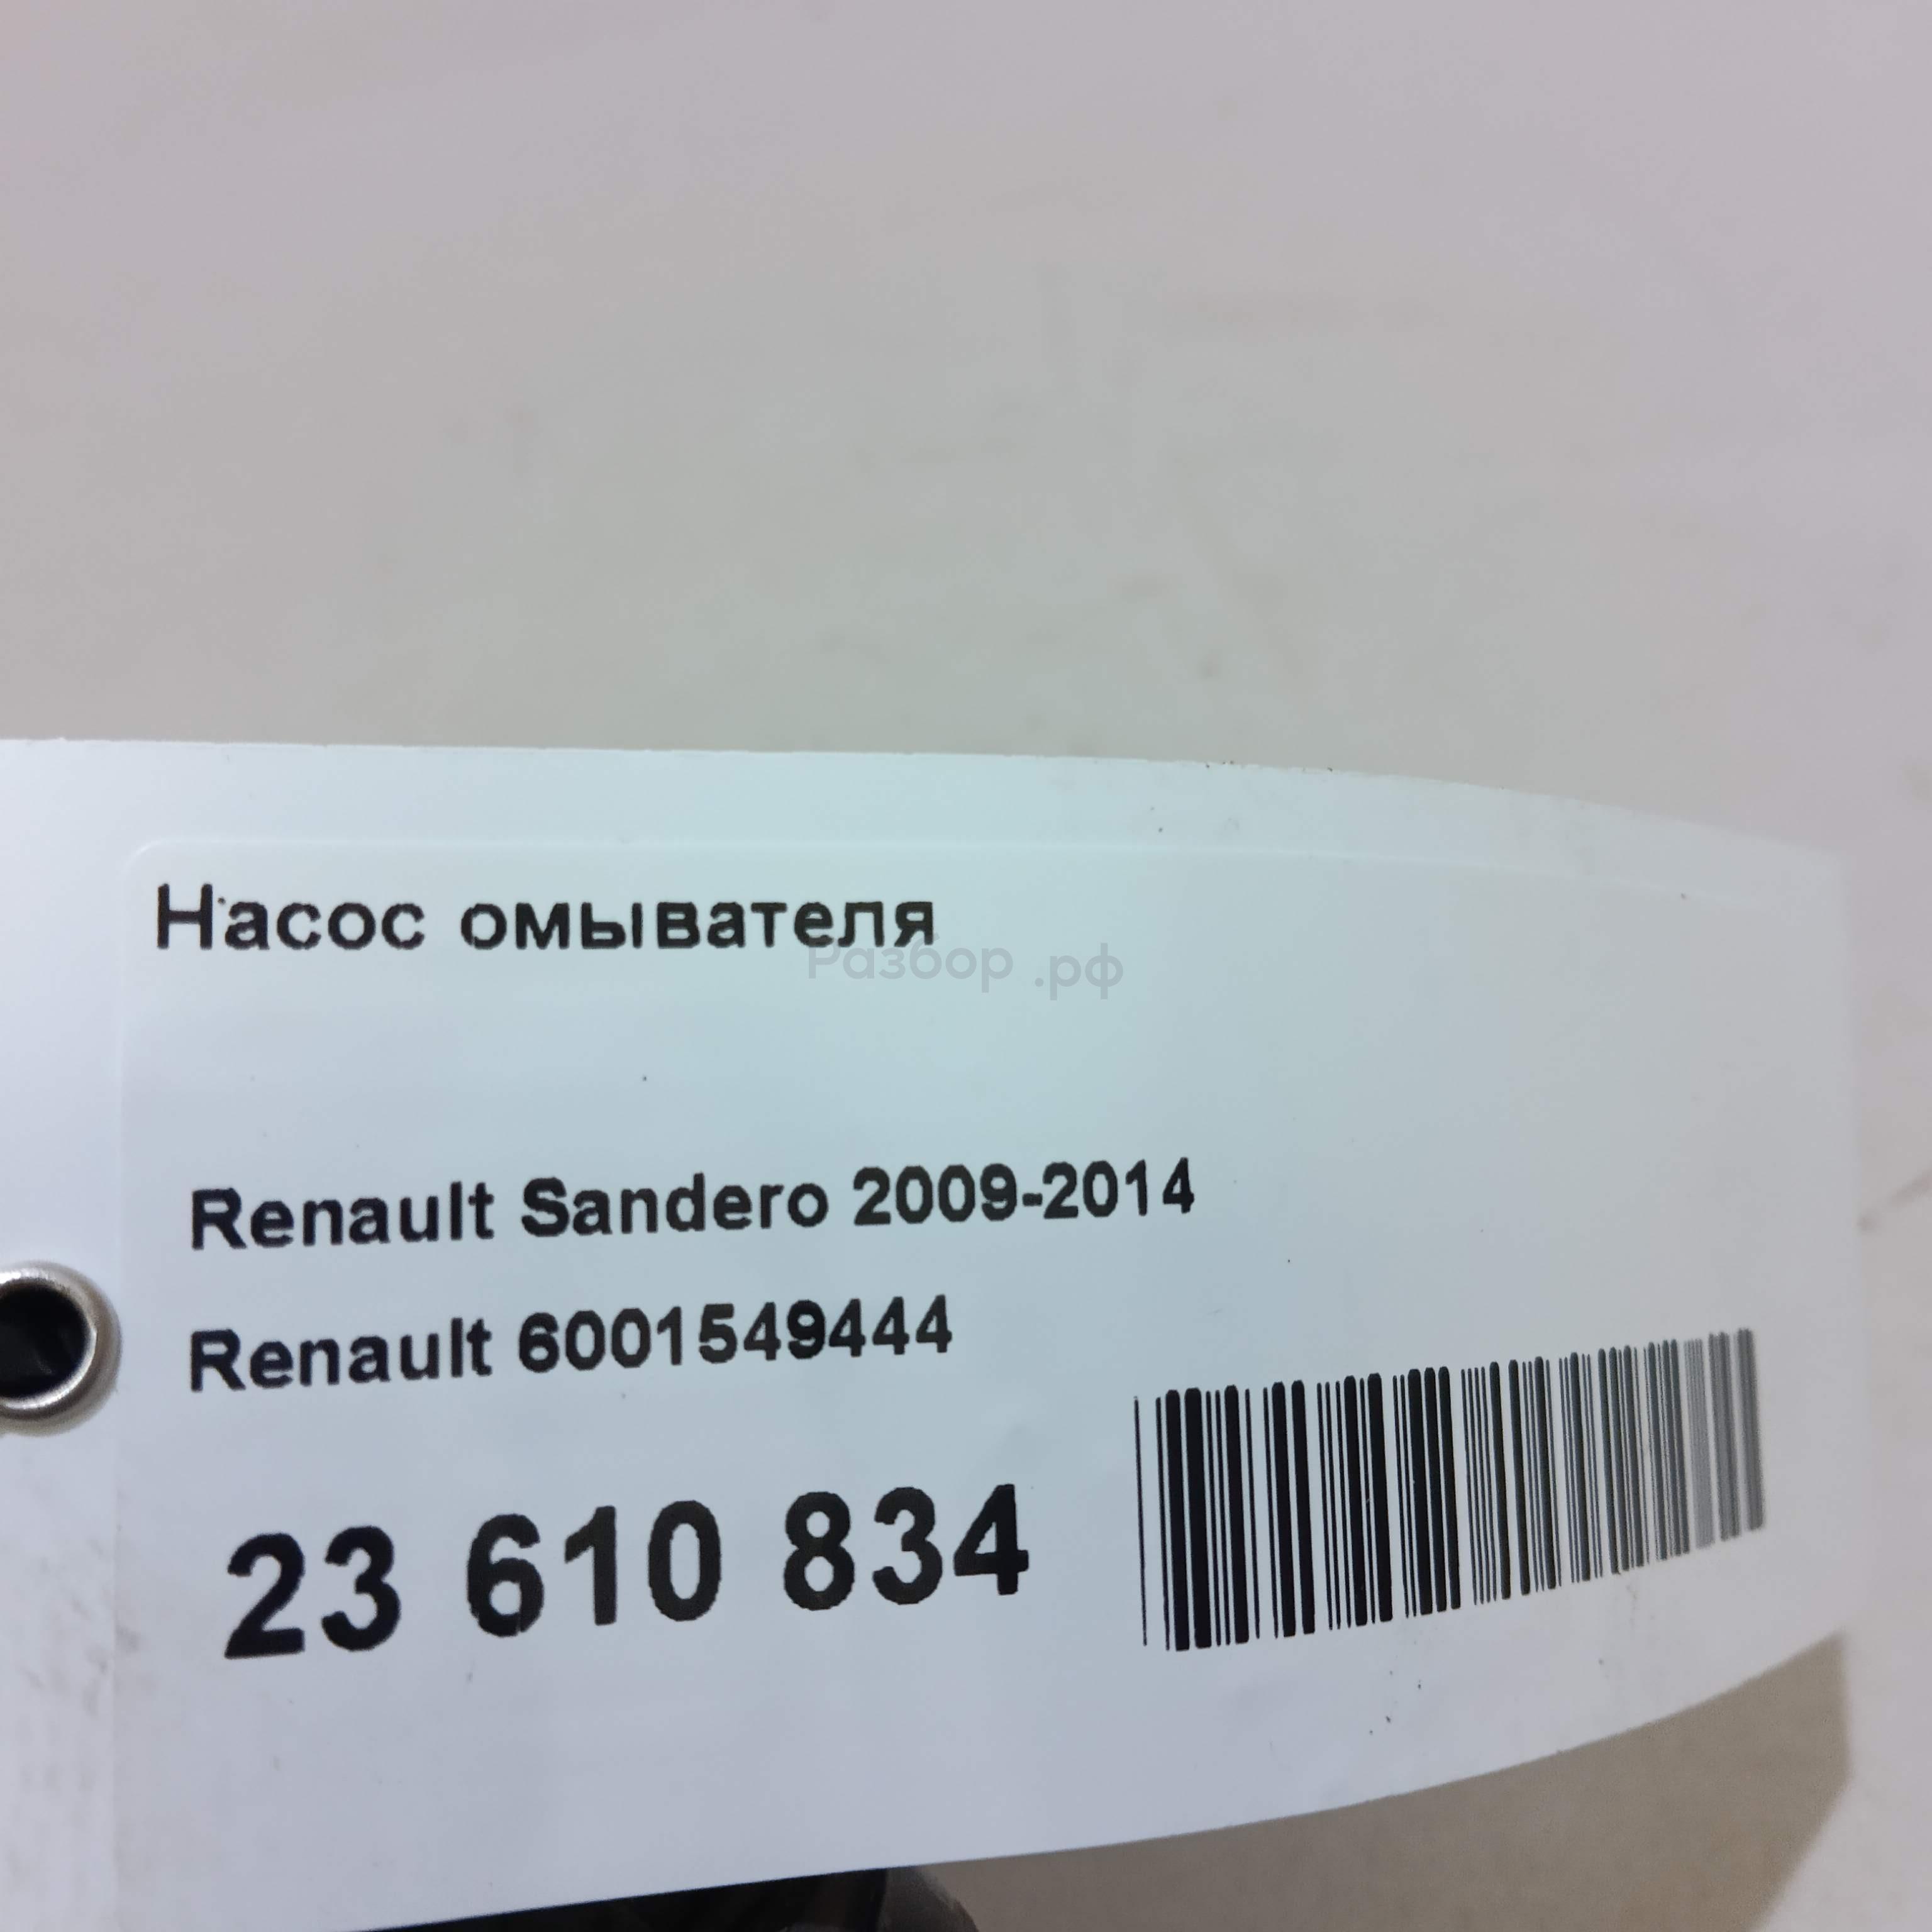 Насос омывателя
Разбор .рф
Renault Sandero 2009-2014
Renault 6001549444
23 610 834